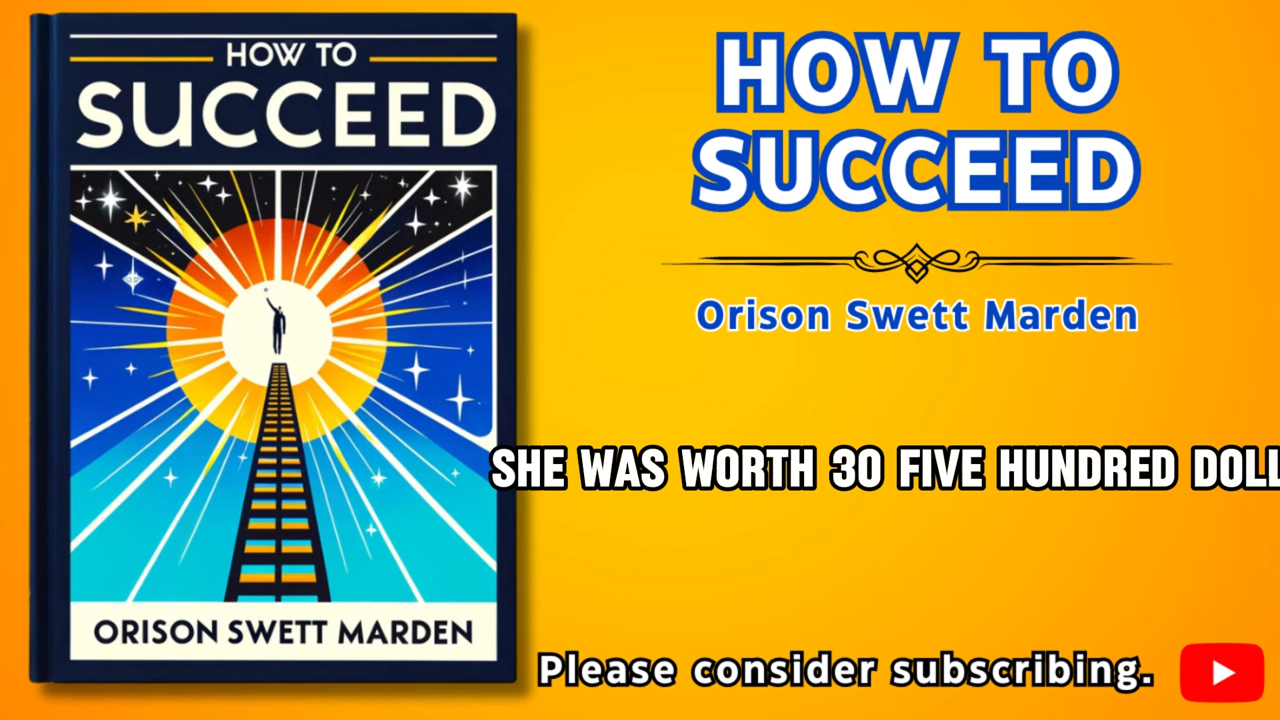 HOW TO
SUCCEED
ORISON SWETT MARDEN
HOW TO
SUCCEED
Orison Swett Marden
SHE WAS WORTH 30 FIVE HUNDRED DOLL
Please consider subscribing.